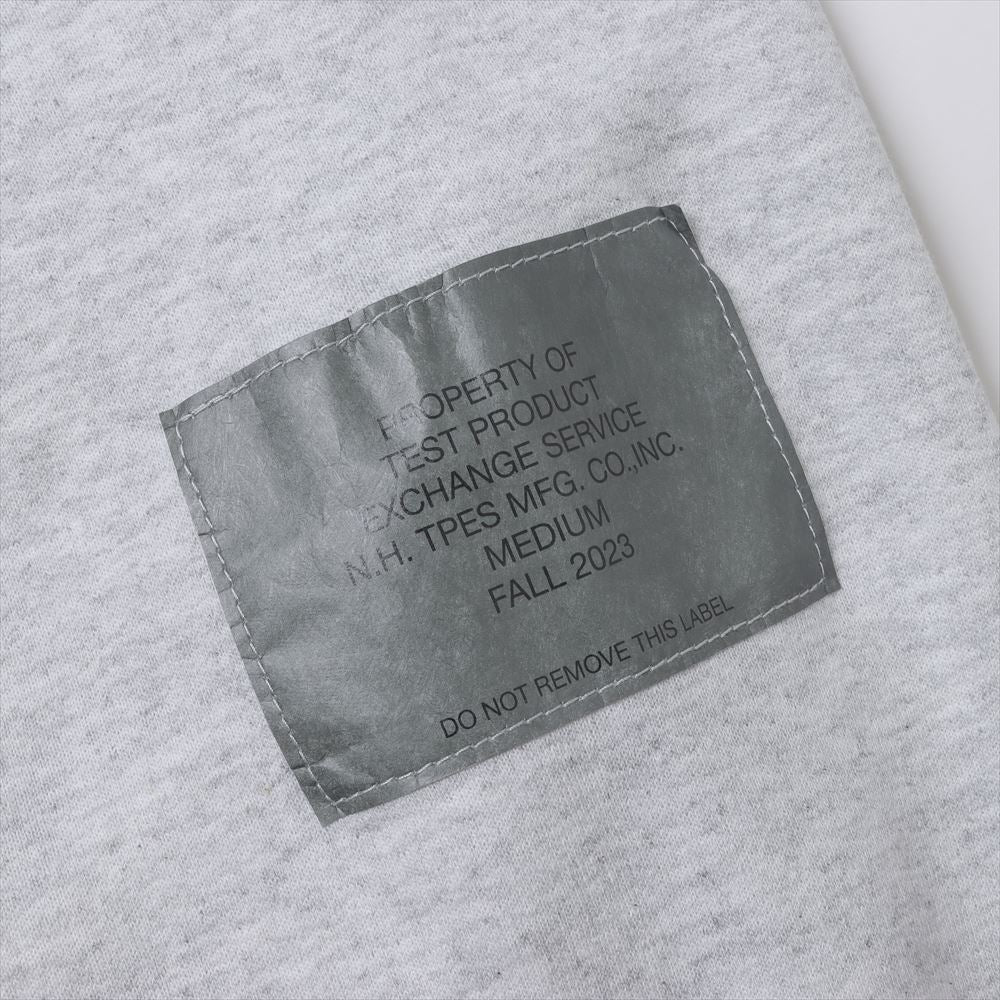 PROPERTY OF
TEST PRODUCT
EXCHANGE SERVICE
N.H. TPES MFG. CO.,INC.
MEDIUM
FALL 2023
DO NOT REMOVE THIS LABEL